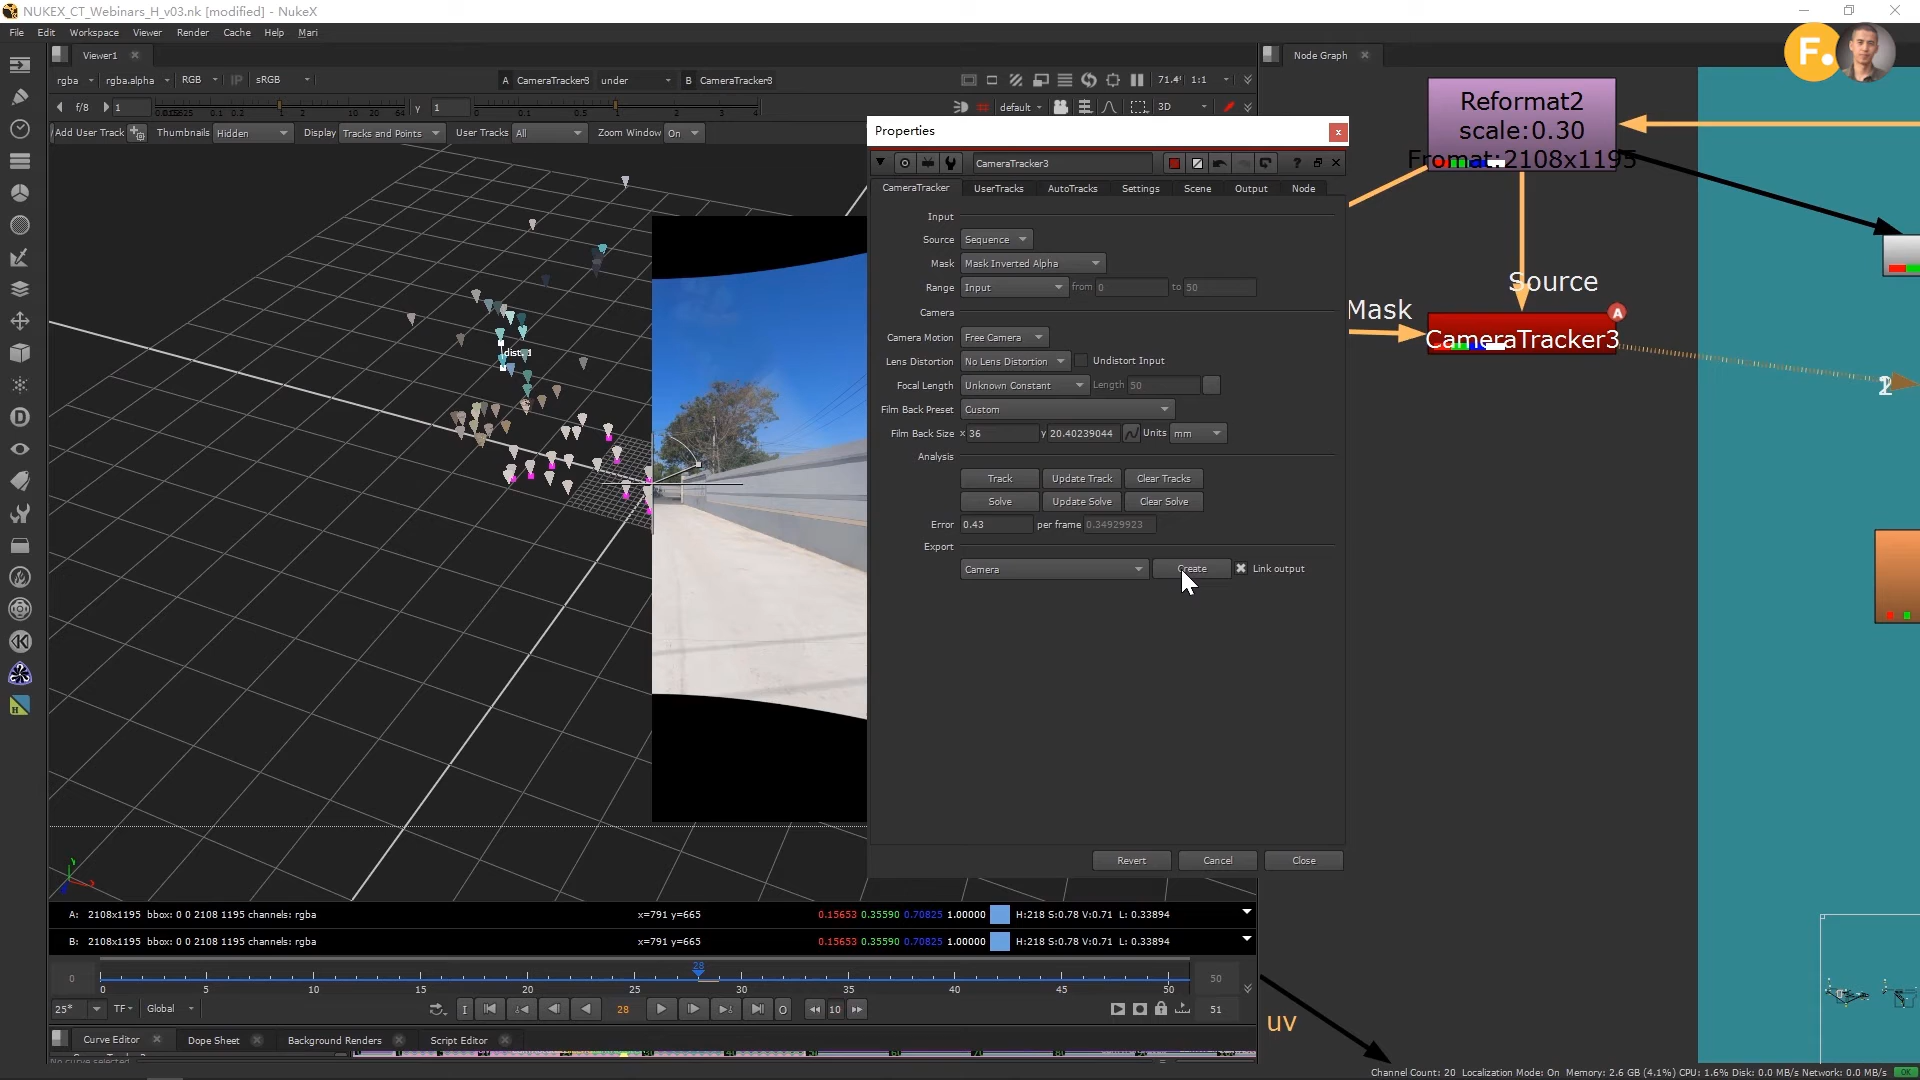 NUKEX_CT_Webinars_H_v03.nk [modified] - NukeX
File Edit Workspace Viewer Render Cache Help Mari
Viewer1
Node Graph
rgba rgba.alpha RGB IP sRGB A CameraTracker3 under B CameraTracker3 71.4 1:1
f/8 1 y 1 default 3D
Add User Track Thumbnails Hidden Display Tracks and Points User Tracks All Zoom Window On
Properties
CameraTracker3
CameraTracker UserTracks AutoTracks Settings Scene Output Node
Input
Source Sequence
Mask Mask Inverted Alpha
Range Input from 0 to 50
Camera
Camera Motion Free Camera
Lens Distortion No Lens Distortion Undistort Input
Focal Length Unknown Constant Length 50
Film Back Preset Custom
Film Back Size x 36 y 20.40239044 Units mm
Analysis
Track Update Track Clear Tracks
Solve Update Solve Clear Solve
Error 0.43 per frame 0.34929923
Export
Camera Create Link output
Revert Cancel Close
F.
Reformat2
scale:0.30
Fromat:2108x1195
Source
Mask
A
CameraTracker3
uv
A: 2108x1195 bbox: 0 0 2108 1195 channels: rgba x=791 y=665 0.15653 0.35590 0.70825 1.00000 H:218 S:0.78 V:0.71 L: 0.33894
B: 2108x1195 bbox: 0 0 2108 1195 channels: rgba x=791 y=665 0.15653 0.35590 0.70825 1.00000 H:218 S:0.78 V:0.71 L: 0.33894
28
0 50
0 5 10 15 20 25 30 35 40 45 50
25* TF Global I 28 O 10 51
Curve Editor Dope Sheet Background Renders Script Editor
Channel Count: 20 Localization Mode: On Memory: 2.6 GB (4.1%) CPU: 1.6% Disk: 0.0 MB/s Network: 0.0 MB/s OK